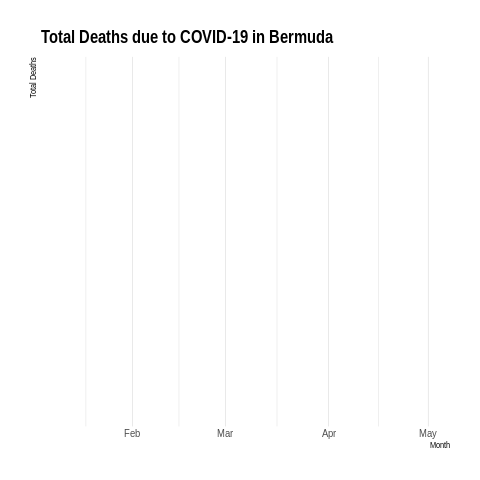 Total Deaths due to COVID-19 in Bermuda
Total Deaths
Feb Mar Apr May
Month